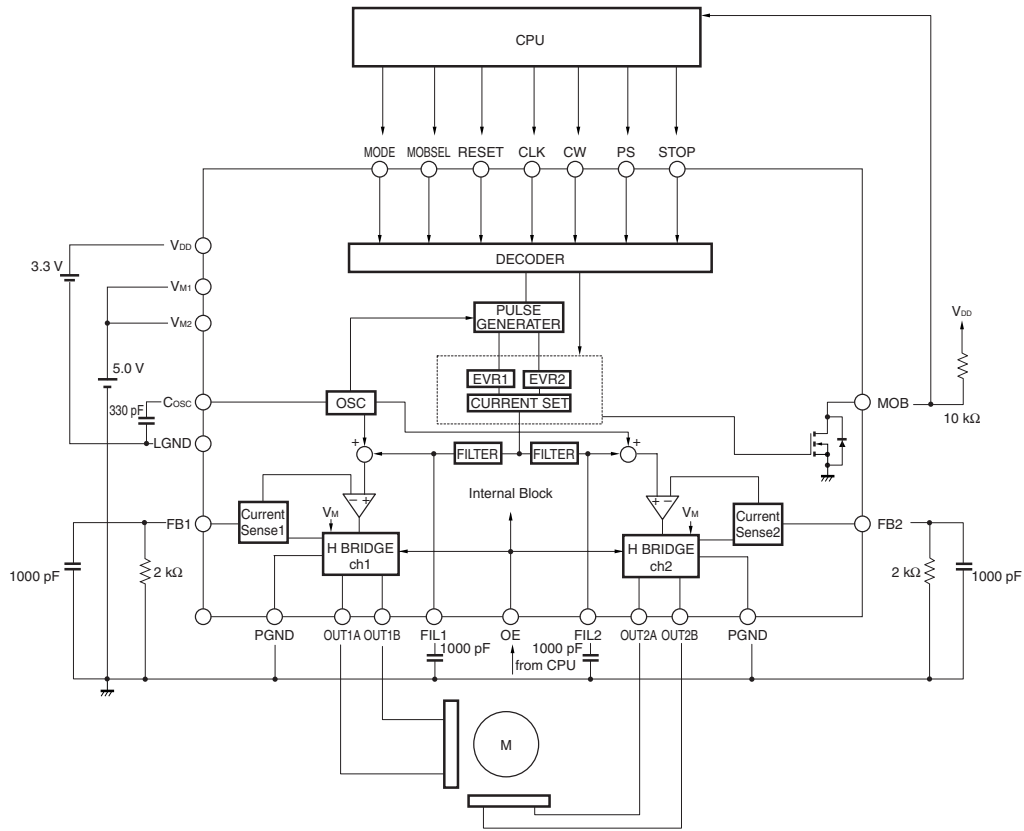 CPU
MODE MOBSEL RESET CLK CW PS STOP
DECODER
VDD
3.3 V
VM1
VM2
5.0 V
COSC
330 pF
LGND
PULSE
GENERATER
EVR1 EVR2
CURRENT SET
OSC
FILTER FILTER
+ +
Internal Block
VDD
MOB
10 kΩ
− +
+ −
Current
Sense1
VM
H BRIDGE
ch1
VM
H BRIDGE
ch2
Current
Sense2
FB1
1000 pF
2 kΩ
FB2
2 kΩ
1000 pF
PGND OUT1A OUT1B FIL1 OE FIL2 OUT2A OUT2B PGND
1000 pF
from CPU
1000 pF
M